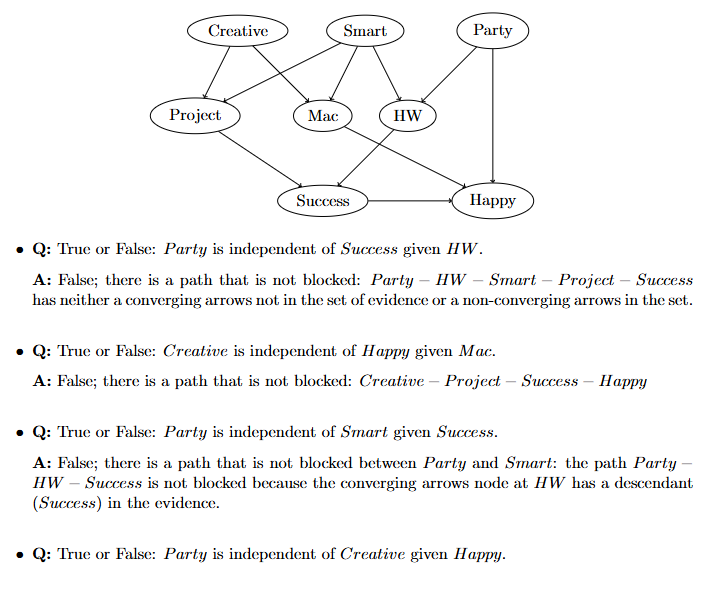 Creative Smart Party
Project Mac HW
Success Happy
• Q: True or False: Party is independent of Success given HW.
A: False; there is a path that is not blocked: Party − HW − Smart − Project − Success
has neither a converging arrows not in the set of evidence or a non-converging arrows in the set.
• Q: True or False: Creative is independent of Happy given Mac.
A: False; there is a path that is not blocked: Creative − Project − Success − Happy
• Q: True or False: Party is independent of Smart given Success.
A: False; there is a path that is not blocked between Party and Smart: the path Party −
HW − Success is not blocked because the converging arrows node at HW has a descendant
(Success) in the evidence.
• Q: True or False: Party is independent of Creative given Happy.